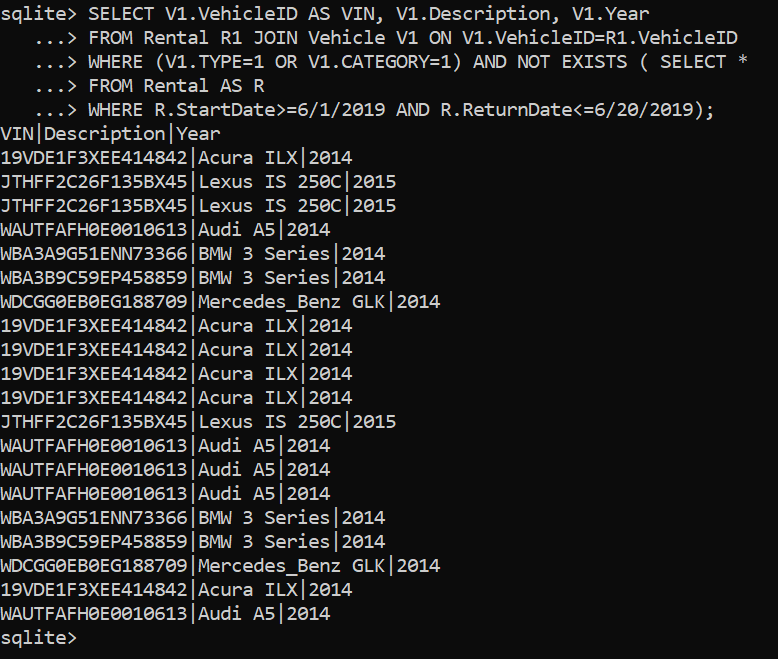 sqlite> SELECT V1.VehicleID AS VIN, V1.Description, V1.Year
   ...> FROM Rental R1 JOIN Vehicle V1 ON V1.VehicleID=R1.VehicleID
   ...> WHERE (V1.TYPE=1 OR V1.CATEGORY=1) AND NOT EXISTS ( SELECT *
   ...> FROM Rental AS R
   ...> WHERE R.StartDate>=6/1/2019 AND R.ReturnDate<=6/20/2019);
VIN|Description|Year
19VDE1F3XEE414842|Acura ILX|2014
JTHFF2C26F135BX45|Lexus IS 250C|2015
JTHFF2C26F135BX45|Lexus IS 250C|2015
WAUTFAFH0E0010613|Audi A5|2014
WBA3A9G51ENN73366|BMW 3 Series|2014
WBA3B9C59EP458859|BMW 3 Series|2014
WDCGG0EB0EG188709|Mercedes_Benz GLK|2014
19VDE1F3XEE414842|Acura ILX|2014
19VDE1F3XEE414842|Acura ILX|2014
19VDE1F3XEE414842|Acura ILX|2014
19VDE1F3XEE414842|Acura ILX|2014
JTHFF2C26F135BX45|Lexus IS 250C|2015
WAUTFAFH0E0010613|Audi A5|2014
WAUTFAFH0E0010613|Audi A5|2014
WAUTFAFH0E0010613|Audi A5|2014
WBA3A9G51ENN73366|BMW 3 Series|2014
WBA3B9C59EP458859|BMW 3 Series|2014
WDCGG0EB0EG188709|Mercedes_Benz GLK|2014
19VDE1F3XEE414842|Acura ILX|2014
WAUTFAFH0E0010613|Audi A5|2014
sqlite>